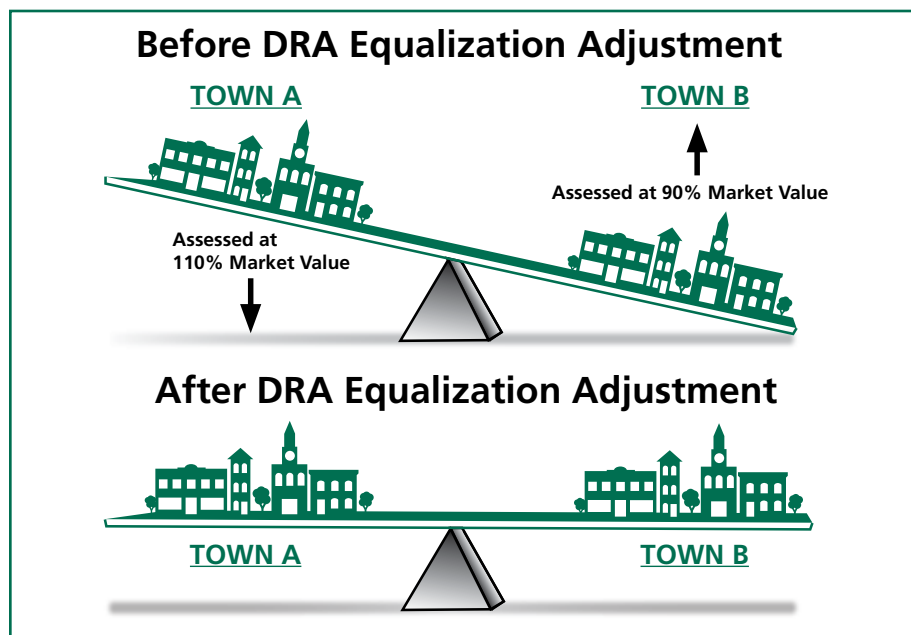 Before DRA Equalization Adjustment
TOWN A
TOWN B
Assessed at 90% Market Value
Assessed at
110% Market Value
After DRA Equalization Adjustment
TOWN A
TOWN B